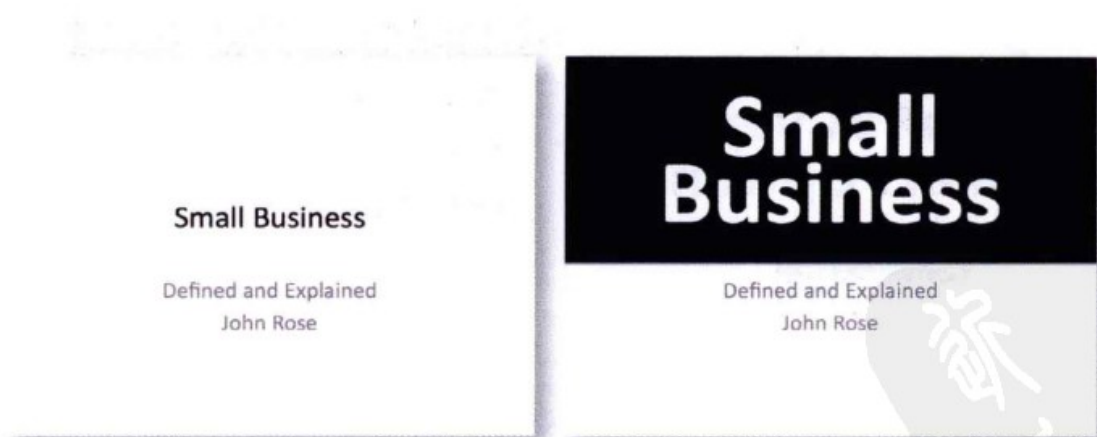 Small Business
Defined and Explained
John Rose
Small
Business
Defined and Explained
John Rose